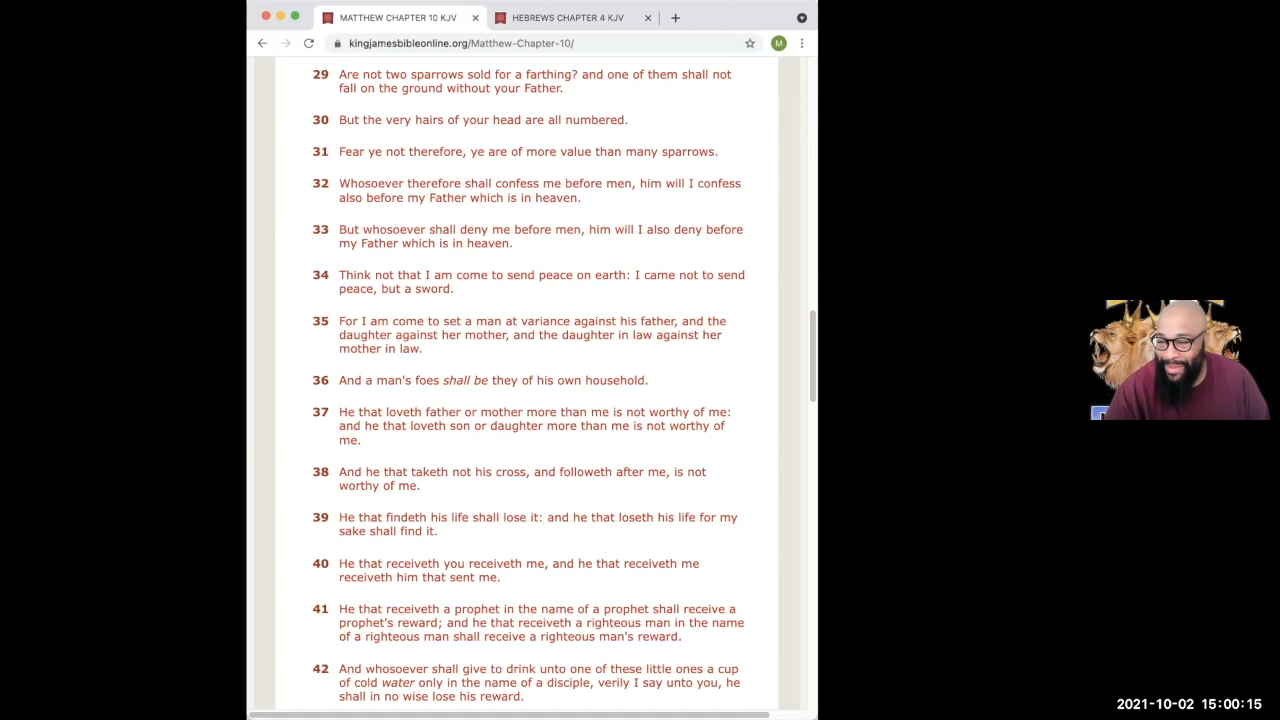 MATTHEW CHAPTER 10 KJV
HEBREWS CHAPTER 4 KJV
kingjamesbibleonline.org/Matthew-Chapter-10/
M
29 Are not two sparrows sold for a farthing? and one of them shall not
fall on the ground without your Father.
30 But the very hairs of your head are all numbered.
31 Fear ye not therefore, ye are of more value than many sparrows.
32 Whosoever therefore shall confess me before men, him will I confess
also before my Father which is in heaven.
33 But whosoever shall deny me before men, him will I also deny before
my Father which is in heaven.
34 Think not that I am come to send peace on earth: I came not to send
peace, but a sword.
35 For I am come to set a man at variance against his father, and the
daughter against her mother, and the daughter in law against her
mother in law.
36 And a man's foes shall be they of his own household.
37 He that loveth father or mother more than me is not worthy of me:
and he that loveth son or daughter more than me is not worthy of
me.
38 And he that taketh not his cross, and followeth after me, is not
worthy of me.
39 He that findeth his life shall lose it: and he that loseth his life for my
sake shall find it.
40 He that receiveth you receiveth me, and he that receiveth me
receiveth him that sent me.
41 He that receiveth a prophet in the name of a prophet shall receive a
prophet's reward; and he that receiveth a righteous man in the name
of a righteous man shall receive a righteous man's reward.
42 And whosoever shall give to drink unto one of these little ones a cup
of cold water only in the name of a disciple, verily I say unto you, he
shall in no wise lose his reward.
2021-10-02 15:00:15